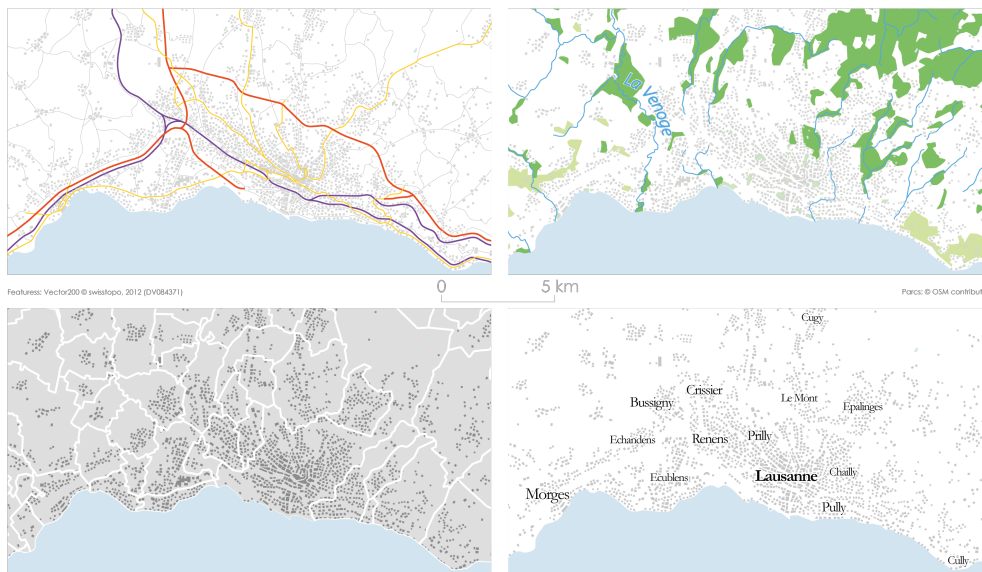 La Venoge
Featuress: Vector200 © swisstopo, 2012 (DV084371)
0 5 km
Parcs: © OSM contribut
Cugy
Crissier
Bussigny
Le Mont
Epalinges
Echandens
Renens
Prilly
Ecublens
Lausanne
Chailly
Morges
Pully
Cully